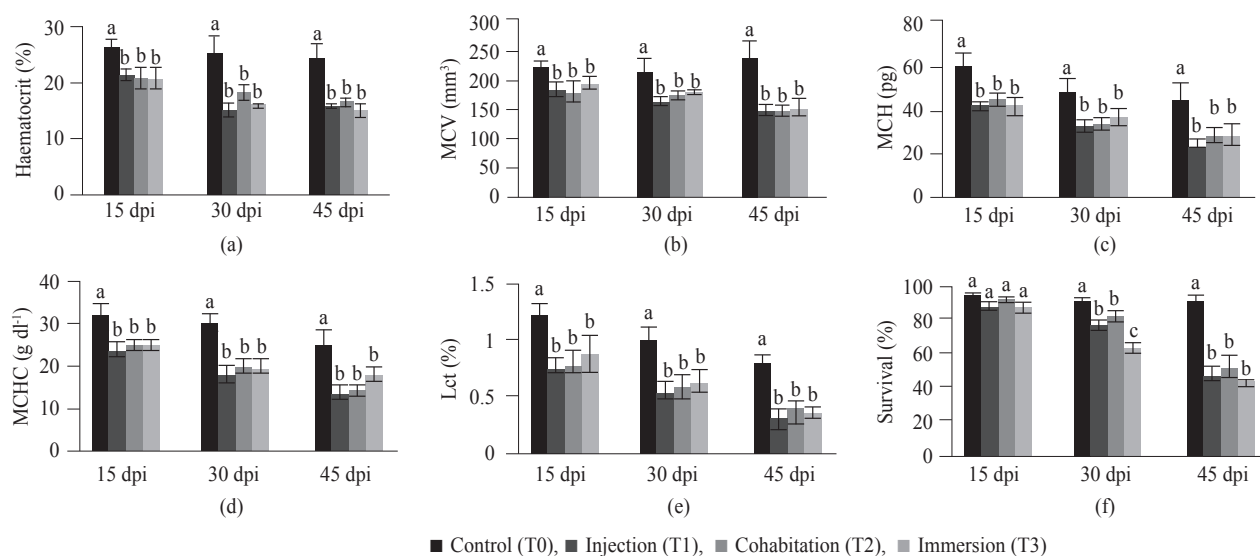 Haematocrit (%)
30
20
10
0
a b b b
a b b b
a b b b
15 dpi 30 dpi 45 dpi
(a)
MCV (mm³)
300
250
200
150
100
50
0
a b b b
a b b b
a b b b
15 dpi 30 dpi 45 dpi
(b)
MCH (pg)
80
60
40
20
0
a b b b
a b b b
a b b b
15 dpi 30 dpi 45 dpi
(c)
MCHC (g dl⁻¹)
40
30
20
10
0
a b b b
a b b b
a b b b
15 dpi 30 dpi 45 dpi
(d)
Lct (%)
1.5
1
0.5
0
a b b b
a b b b
a b b b
15 dpi 30 dpi 45 dpi
(e)
Survival (%)
100
80
60
40
80
0
a a a a
a b b c
a b b b
15 dpi 30 dpi 45 dpi
(f)
Control (T0), Injection (T1), Cohabitation (T2), Immersion (T3)